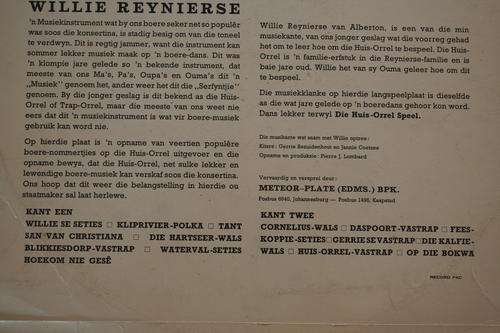 WILLIE REYNIERSE
'n Musiekinstrument wat by ons boere seker net so populêr
was soos die konsertina, is stadig besig om van die toneel
te verdwyn. Dit is regtig jammer, want die instrument kan
sommer lekker musiek maak op 'n boere-dans. Dit was
'n klompie jare gelede so 'n bekende instrument, dat
meeste van ons Ma's, Pa's, Oupa's en Ouma's dit 'n
„Musiek" genoem het, ander weer het dit die „Serfyntjie"
genoem. By die jonger geslag is dit bekend as die Huis-
Orrel of Trap-Orrel, maar die meeste van ons weet nie
eers dat dit 'n musiekinstrument is wat vir boere-musiek
gebruik kan word nie.
Op hierdie plaat is 'n opname van veertien populêre
boere-nommertjies op die Huis-Orrel uitgevoer en die
opname bewys, dat die Huis-Orrel, net sulke lekker en
lewendige boere-musiek kan verskaf soos die konsertina.
Ons hoop dat dit weer die belangstelling in hierdie ou
staatmaker sal laat herlewe.
KANT EEN
WILLIE SE SETIES □ KLIPRIVIER-POLKA □ TANT
SAN VAN CHRISTIANA □ DIE HARTSEER-WALS
BLIKKIESDORP-VASTRAP □ WATERVAL-SETIES
HOEKOM NIE GESÊ
Willie Reynierse van Alberton, is een van die min
musiekante, van ons jonger geslag wat die voorreg gehad
het om te leer hoe om die Huis-Orrel te bespeel. Die Huis-
Orrel is 'n familie-erfstuk in die Reynierse-familie en is
baie jare oud. Willie het van sy Ouma geleer hoe om dit
te bespeel.
Die musiekklanke op hierdie langspeelplaat is dieselfde
as die wat jare gelede op 'n boeredans gehoor kon word.
Dans lekker terwyl Die Huis-Orrel Speel.
Die musikante wat saam met Willie optree:
Kitare: Gerrie Bezuidenhout en Jannie Coetzee
Opname en produksie: Pierre J. Lombard
Vervaardig en versprei deur:
METEOR-PLATE (EDMS.) BPK.
Posbus 6040, Johannesburg — Posbus 1495, Kaapstad
KANT TWEE
CORNELIUS-WALS □ DASPOORT-VASTRAP □ FEES-
KOPPIE-SETIES □ GERRIE SE VASTRAP □ DIE KALFIE-
WALS □ HUIS-ORREL-VASTRAP □ OP DIE BOKWA
RECORD PAC